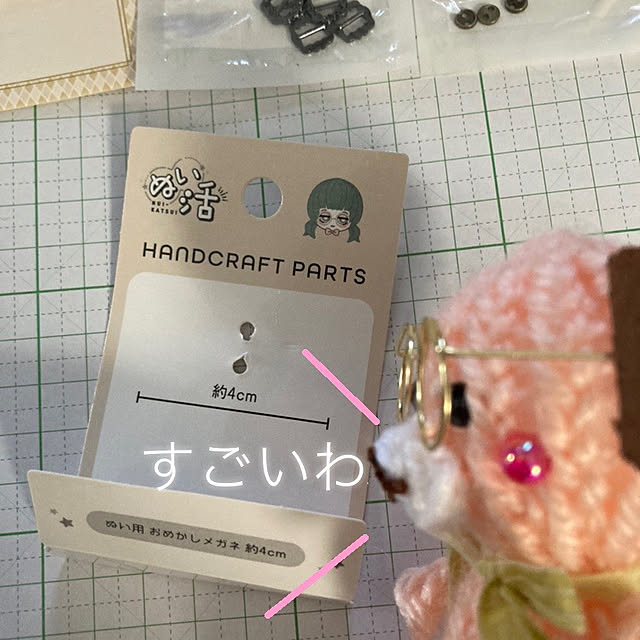 ぬい活
NUI-
KATSU!
HANDCRAFT PARTS
約4cm
すごいわ
ぬい用 おめかしメガネ 約4cm